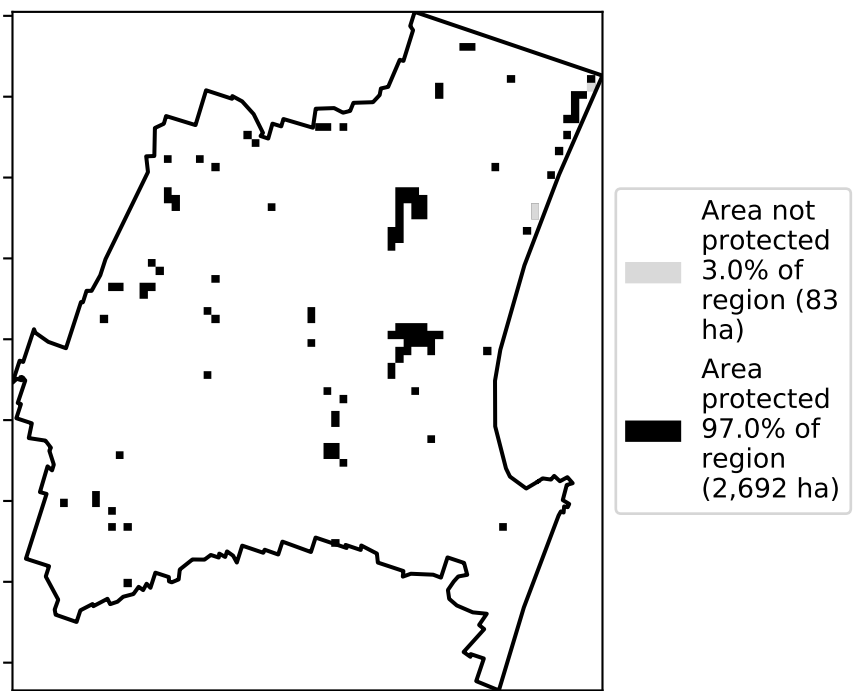 Area not
protected
3.0% of
region (83
ha)
Area
protected
97.0% of
region
(2,692 ha)